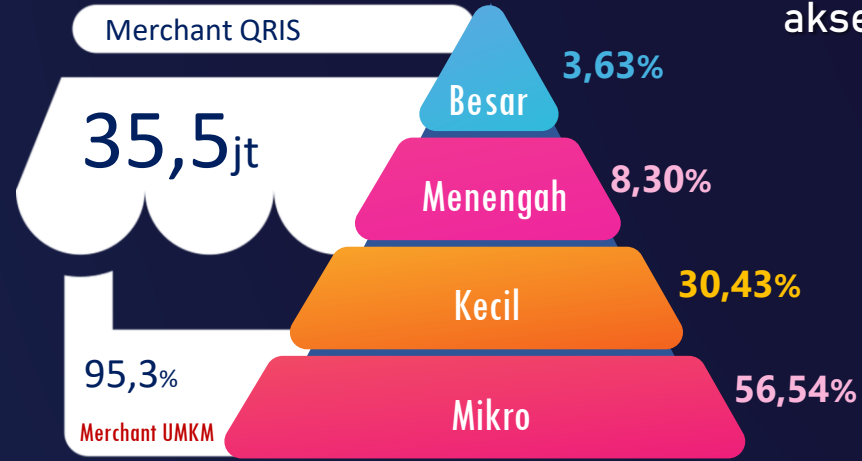 Merchant QRIS
35,5jt
95,3%
Merchant UMKM
Besar
3,63%
Menengah
8,30%
Kecil
30,43%
Mikro
56,54%